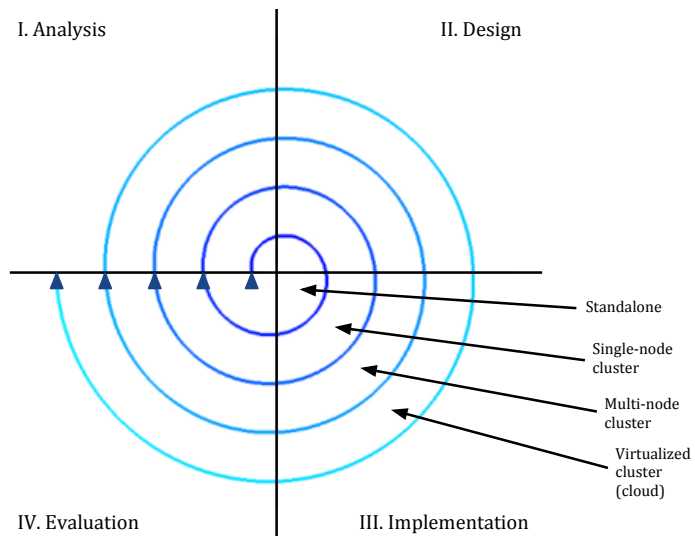 I. Analysis
II. Design
Standalone
Single-node
cluster
Multi-node
cluster
Virtualized
cluster
(cloud)
IV. Evaluation
III. Implementation